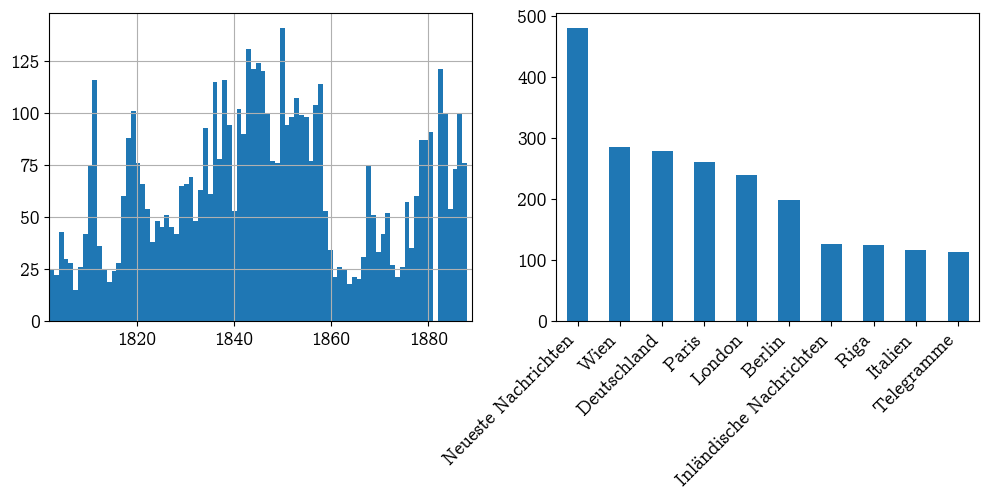 125
100
75
50
25
0
1820 1840 1860 1880
500
400
300
200
100
0
Neueste Nachrichten
Wien
Deutschland
Paris
London
Berlin
Inländische Nachrichten
Riga
Italien
Telegramme